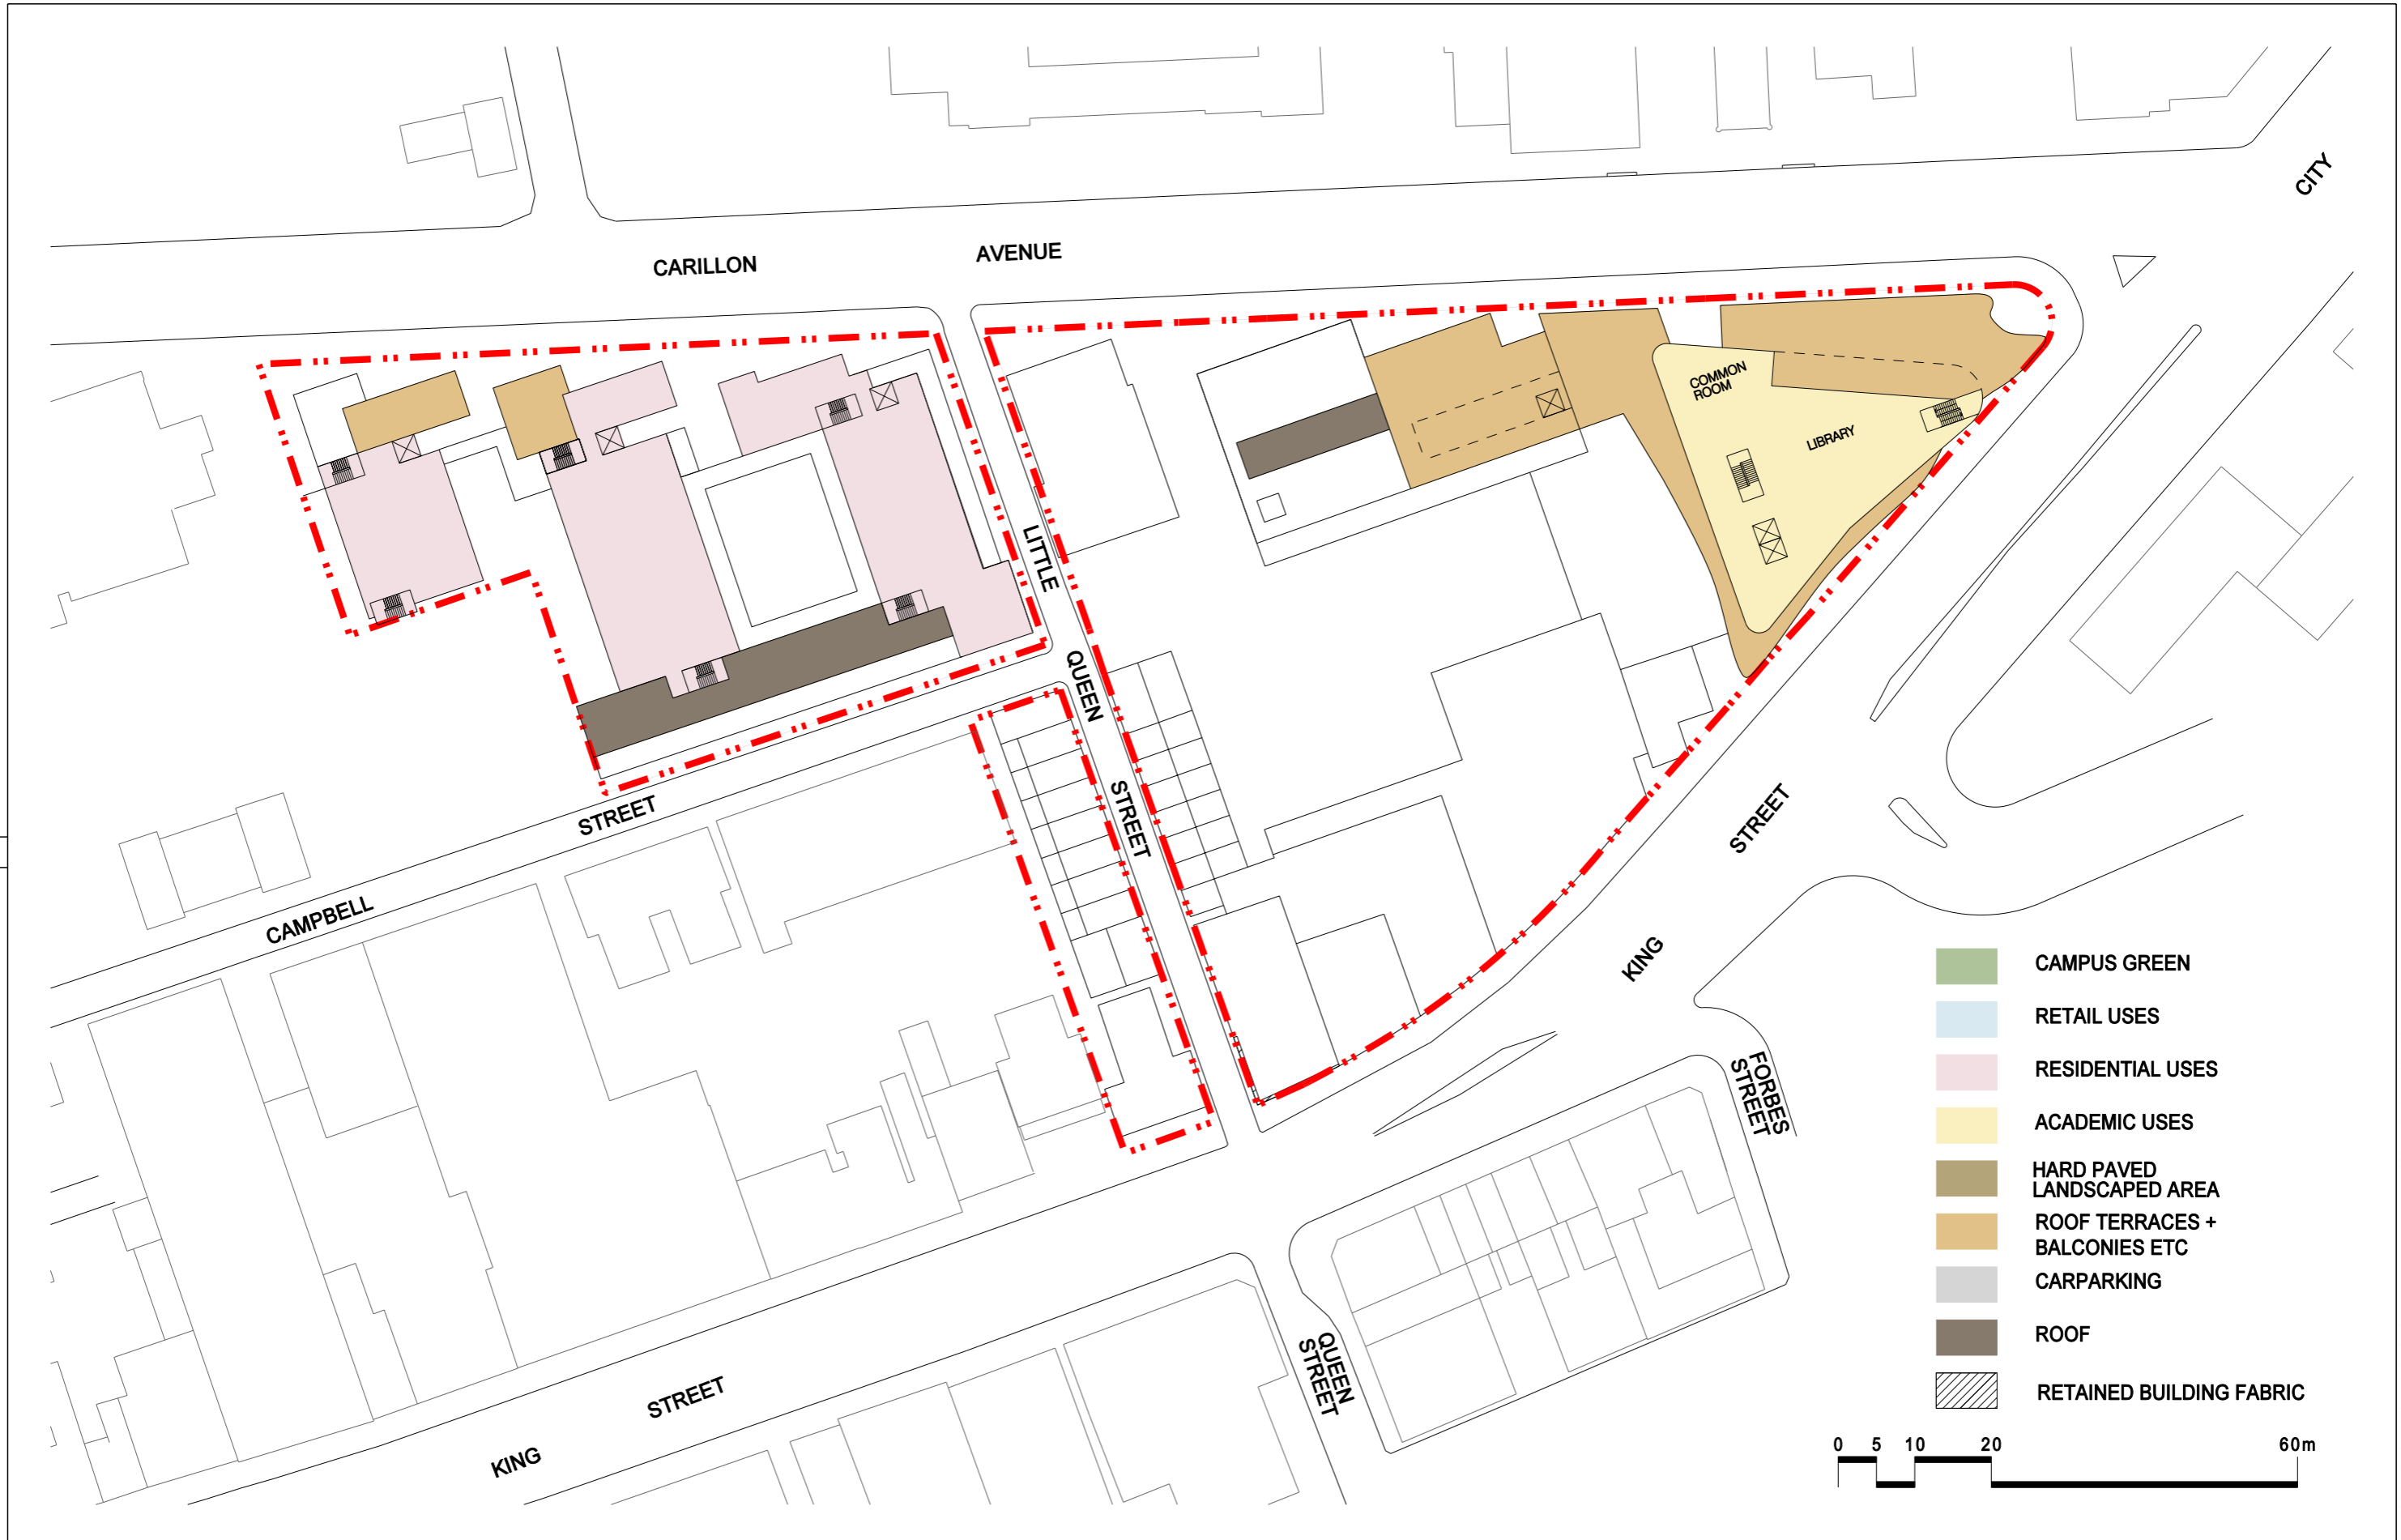 CITY
CARILLON
AVENUE
COMMON
ROOM
LIBRARY
LITTLE
QUEEN
STREET
STREET
CAMPBELL
STREET
KING
FORBES
STREET
STREET
KING
QUEEN
STREET
CAMPUS GREEN
RETAIL USES
RESIDENTIAL USES
ACADEMIC USES
HARD PAVED
LANDSCAPED AREA
ROOF TERRACES +
BALCONIES ETC
CARPARKING
ROOF
RETAINED BUILDING FABRIC
0 5 10 20 60m